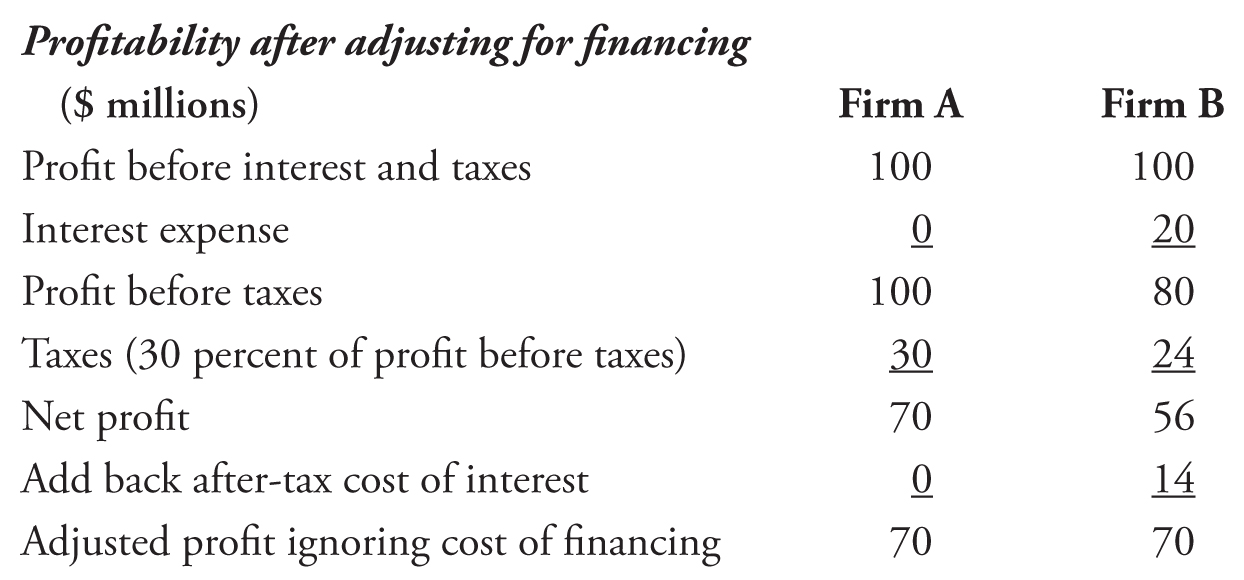 Profitability after adjusting for financing
($ millions) Firm A Firm B
Profit before interest and taxes 100 100
Interest expense 0 20
Profit before taxes 100 80
Taxes (30 percent of profit before taxes) 30 24
Net profit 70 56
Add back after-tax cost of interest 0 14
Adjusted profit ignoring cost of financing 70 70